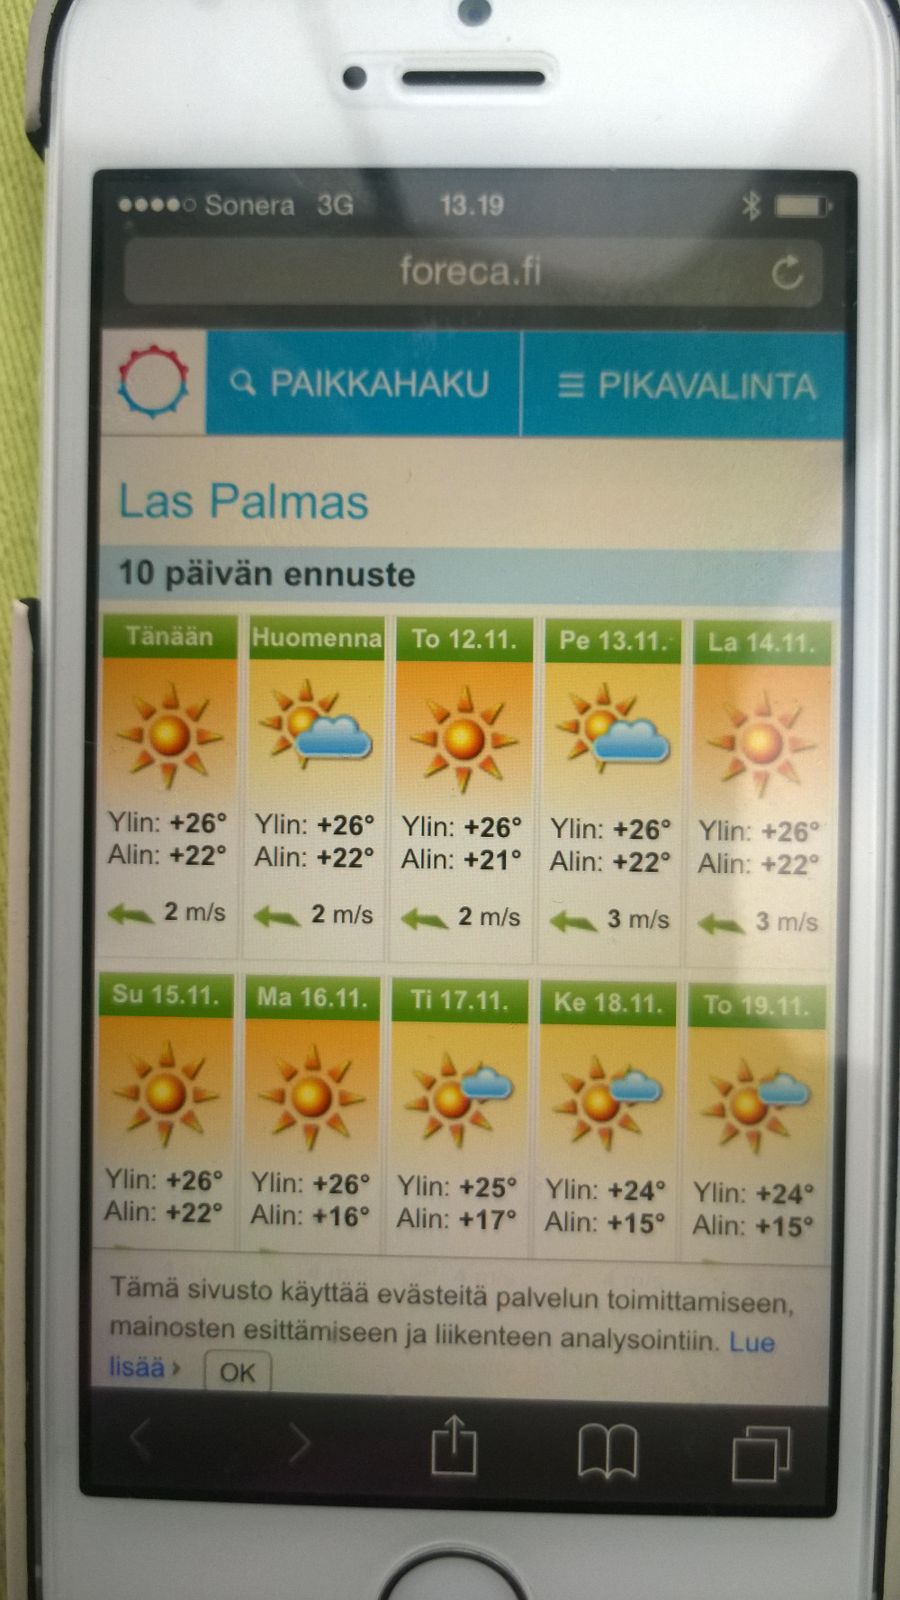 Sonera 3G 13.19
foreca.fi
PAIKKAHAKU PIKAVALINTA
Las Palmas
10 päivän ennuste
Tänään Huomenna To 12.11. Pe 13.11. La 14.11.
Ylin: +26° Ylin: +26° Ylin: +26° Ylin: +26° Ylin: +26°
Alin: +22° Alin: +22° Alin: +21° Alin: +22° Alin: +22°
2 m/s 2 m/s 2 m/s 3 m/s 3 m/s
Su 15.11. Ma 16.11. Ti 17.11. Ke 18.11. To 19.11.
Ylin: +26° Ylin: +26° Ylin: +25° Ylin: +24° Ylin: +24°
Alin: +22° Alin: +16° Alin: +17° Alin: +15° Alin: +15°
Tämä sivusto käyttää evästeitä palvelun toimittamiseen,
mainosten esittämiseen ja liikenteen analysointiin. Lue
lisää › OK